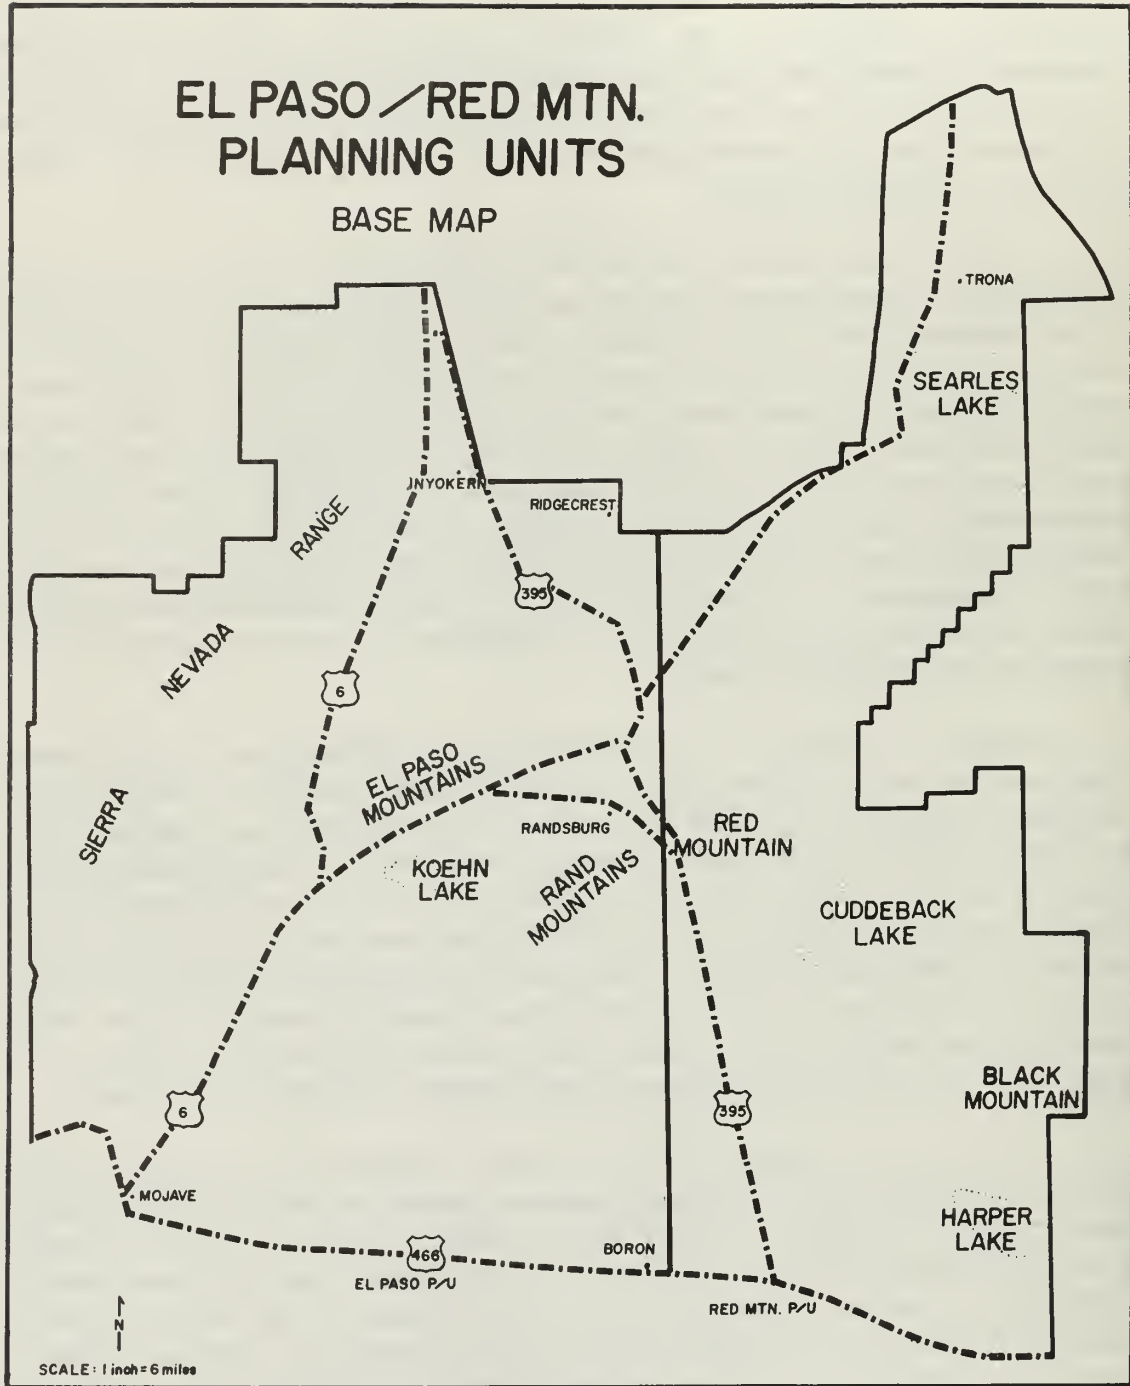 EL PASO / RED MTN.
PLANNING UNITS
BASE MAP
TRONA
SEARLES
LAKE
INYOKERN
RIDGECREST
RANGE
395
NEVADA
6
EL PASO
MOUNTAINS
SIERRA
RANDSBURG
RED
MOUNTAIN
KOEHN
LAKE
RAND
MOUNTAINS
CUDDEBACK
LAKE
BLACK
MOUNTAIN
6
395
MOJAVE
HARPER
LAKE
466
BORON
EL PASO P/U
RED MTN. P/U
N
SCALE: 1 inch = 6 miles